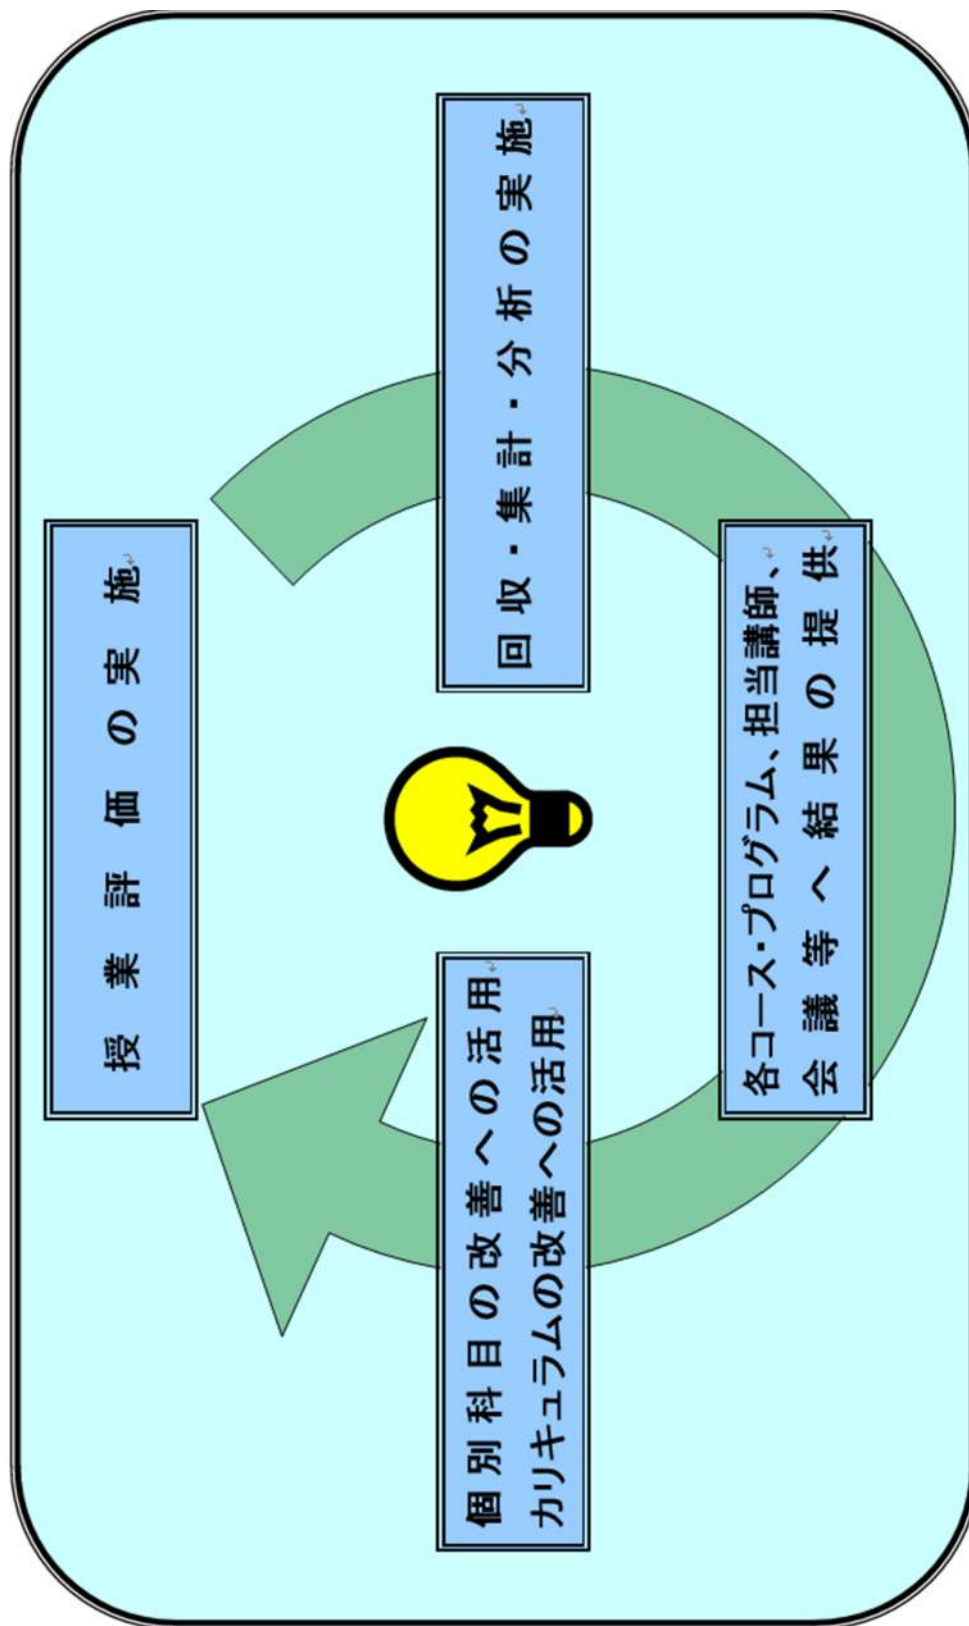 授業評価の実施
回収・集計・分析の実施
各コース・プログラム、担当講師、
会議等へ結果の提供
個別科目の改善への活用
カリキュラムの改善への活用